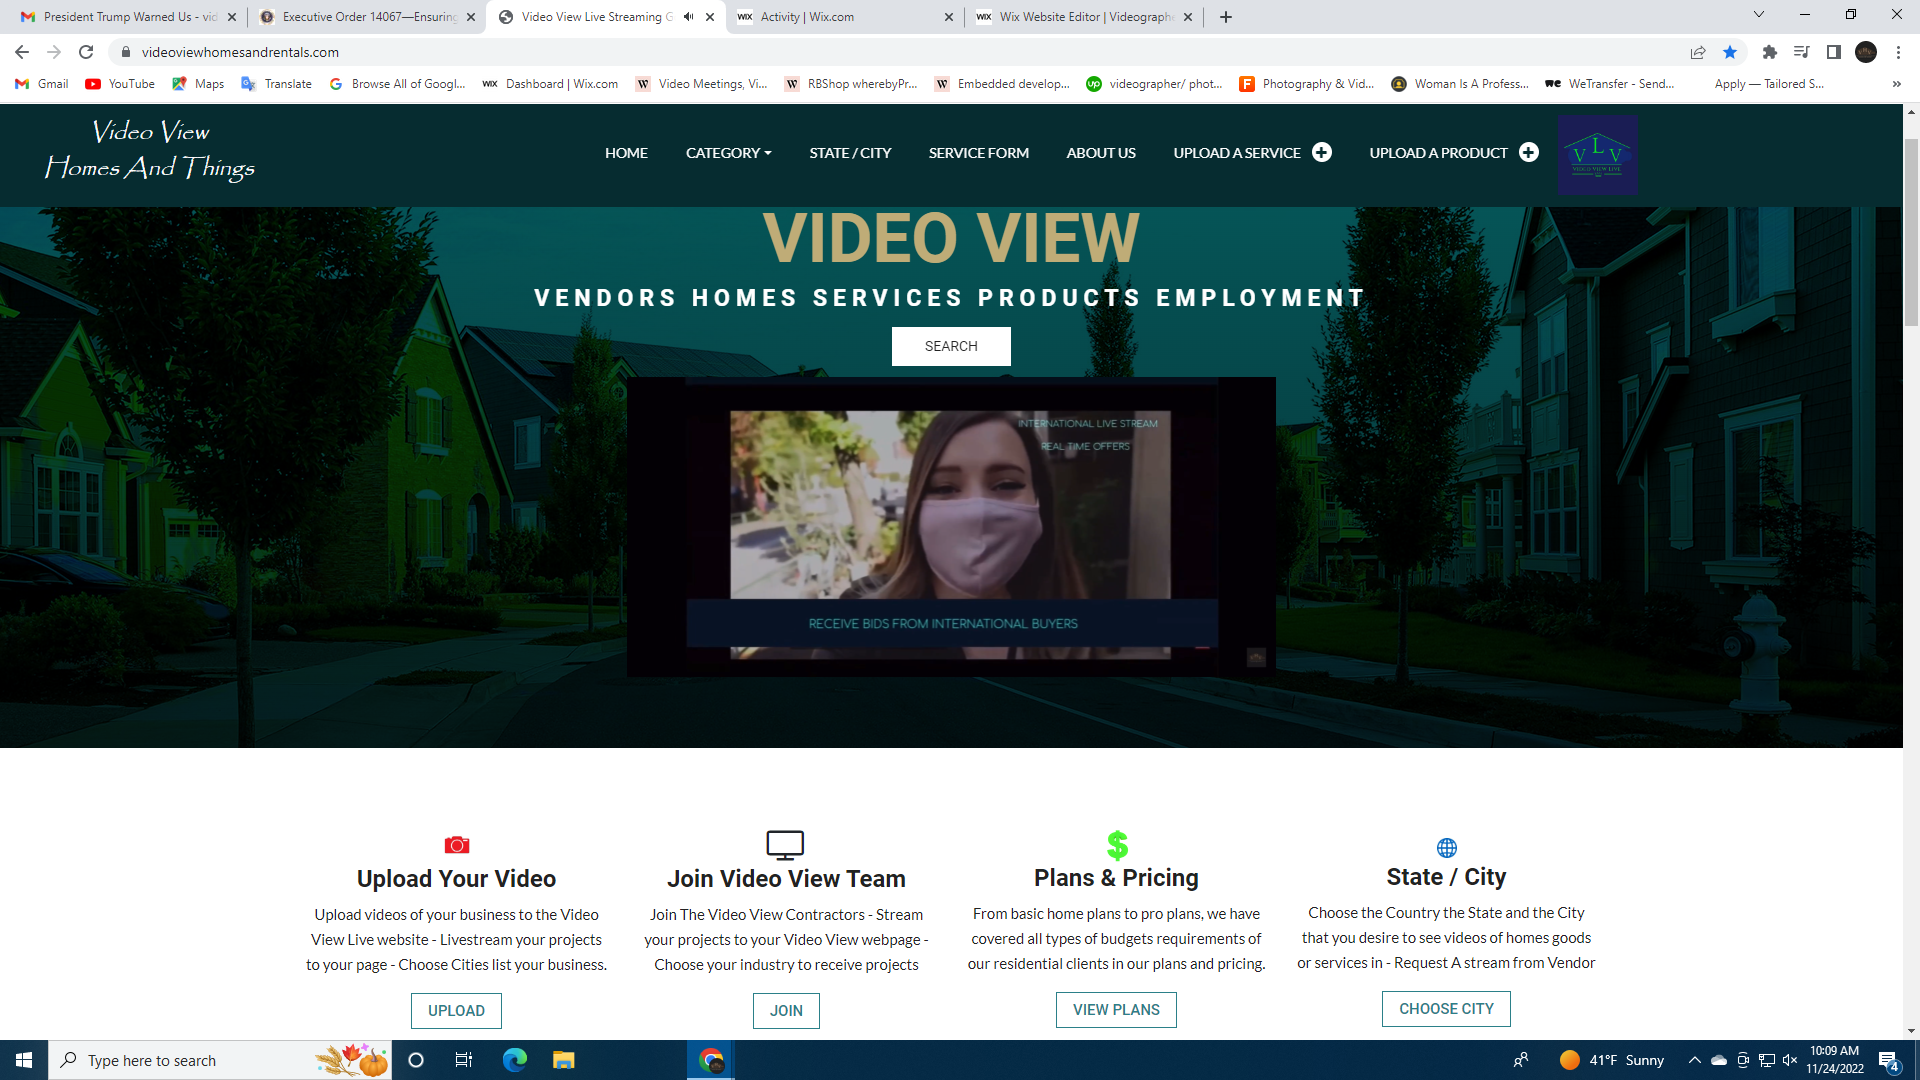 President Trump Warned Us - vid
Executive Order 14067—Ensuring
Video View Live Streaming G
WIX Activity | Wix.com
WIX Wix Website Editor | Videographe
videoviewhomesandrentals.com
Gmail
YouTube
Maps
Translate
G Browse All of Googl...
WIX Dashboard | Wix.com
W Video Meetings, Vi...
W RBShop wherebyPr...
W Embedded develop...
up videographer/ phot...
F Photography & Vid...
Woman Is A Profess...
we WeTransfer - Send...
Apply — Tailored S...
»
Video View
Homes And Things
HOME
CATEGORY
STATE / CITY
SERVICE FORM
ABOUT US
UPLOAD A SERVICE
UPLOAD A PRODUCT
V L V
VIDEO VIEW LIVE
VIDEO VIEW
VENDORS HOMES SERVICES PRODUCTS EMPLOYMENT
SEARCH
INTERNATIONAL LIVE STREAM
REAL TIME OFFERS
RECEIVE BIDS FROM INTERNATIONAL BUYERS
Upload Your Video
Upload videos of your business to the Video
View Live website - Livestream your projects
to your page - Choose Cities list your business.
UPLOAD
Join Video View Team
Join The Video View Contractors - Stream
your projects to your Video View webpage -
Choose your industry to receive projects
JOIN
$
Plans & Pricing
From basic home plans to pro plans, we have
covered all types of budgets requirements of
our residential clients in our plans and pricing.
VIEW PLANS
State / City
Choose the Country the State and the City
that you desire to see videos of homes goods
or services in - Request A stream from Vendor
CHOOSE CITY
Type here to search
41°F Sunny
10:09 AM
11/24/2022
4